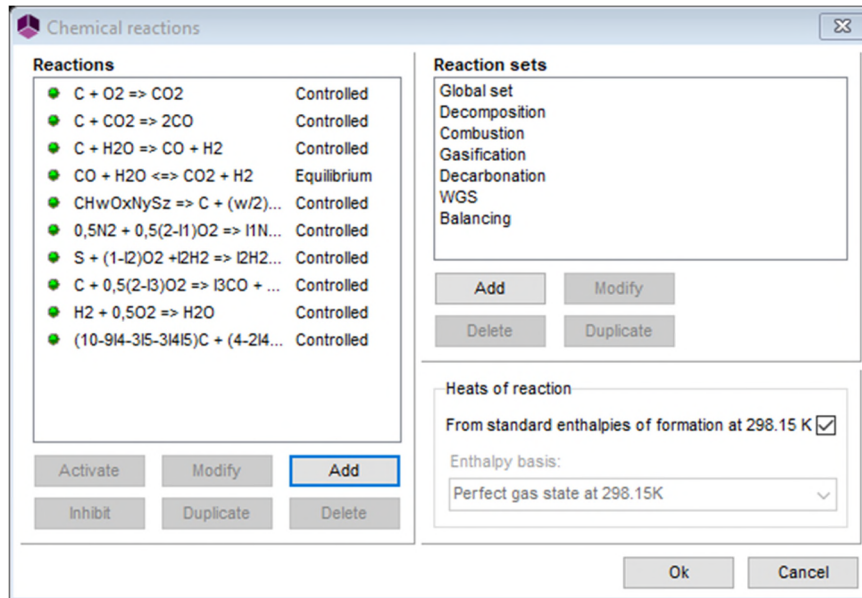 Chemical reactions
Reactions
C + O2 => CO2 Controlled
C + CO2 => 2CO Controlled
C + H2O => CO + H2 Controlled
CO + H2O <=> CO2 + H2 Equilibrium
CHwOxNySz => C + (w/2)... Controlled
0,5N2 + 0,5(2-l1)O2 => l1N... Controlled
S + (1-l2)O2 +l2H2 => l2H2... Controlled
C + 0,5(2-l3)O2 => l3CO + ... Controlled
H2 + 0,5O2 => H2O Controlled
(10-9l4-3l5-3l4l5)C + (4-2l4... Controlled
Activate Modify Add
Inhibit Duplicate Delete
Reaction sets
Global set
Decomposition
Combustion
Gasification
Decarbonation
WGS
Balancing
Add Modify
Delete Duplicate
Heats of reaction
From standard enthalpies of formation at 298.15 K
Enthalpy basis:
Perfect gas state at 298.15K
Ok Cancel